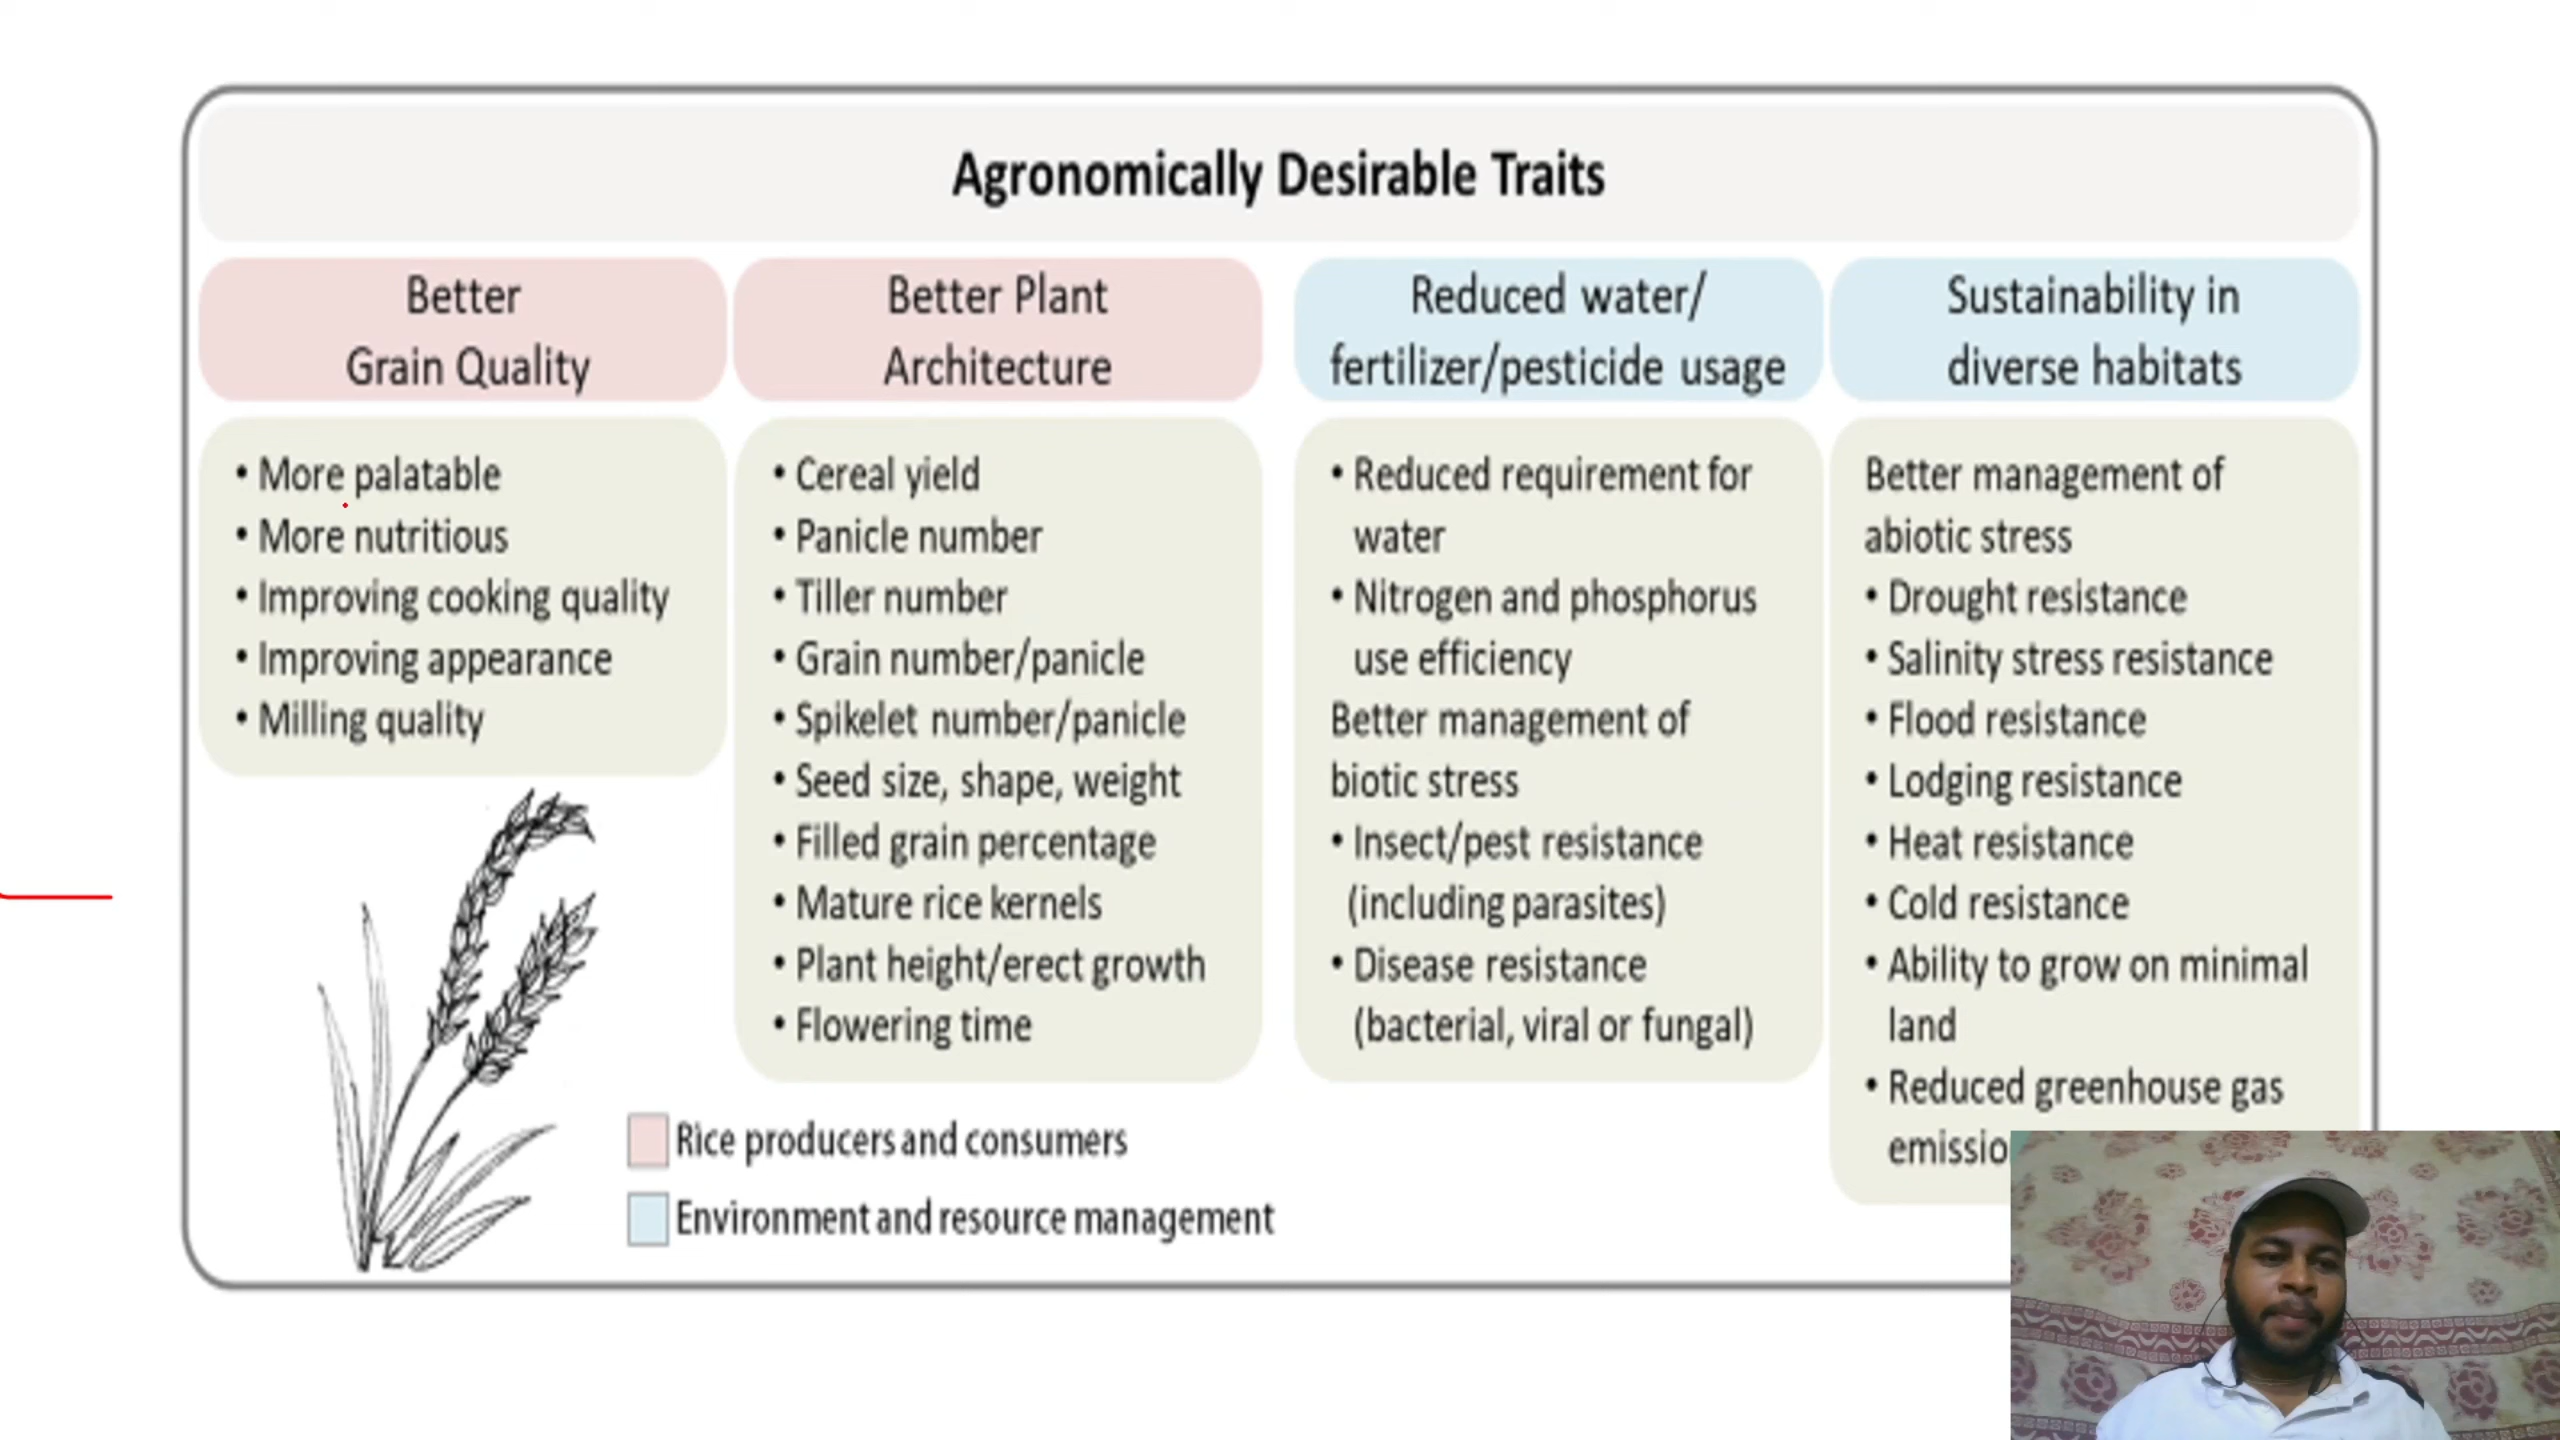 Agronomically Desirable Traits
Better
Grain Quality
• More palatable
• More nutritious
• Improving cooking quality
• Improving appearance
• Milling quality
Better Plant
Architecture
• Cereal yield
• Panicle number
• Tiller number
• Grain number/panicle
• Spikelet number/panicle
• Seed size, shape, weight
• Filled grain percentage
• Mature rice kernels
• Plant height/erect growth
• Flowering time
Reduced water/
fertilizer/pesticide usage
• Reduced requirement for
water
• Nitrogen and phosphorus
use efficiency
Better management of
biotic stress
• Insect/pest resistance
(including parasites)
• Disease resistance
(bacterial, viral or fungal)
Sustainability in
diverse habitats
Better management of
abiotic stress
• Drought resistance
• Salinity stress resistance
• Flood resistance
• Lodging resistance
• Heat resistance
• Cold resistance
• Ability to grow on minimal
land
• Reduced greenhouse gas
Rice producers and consumers
Environment and resource management